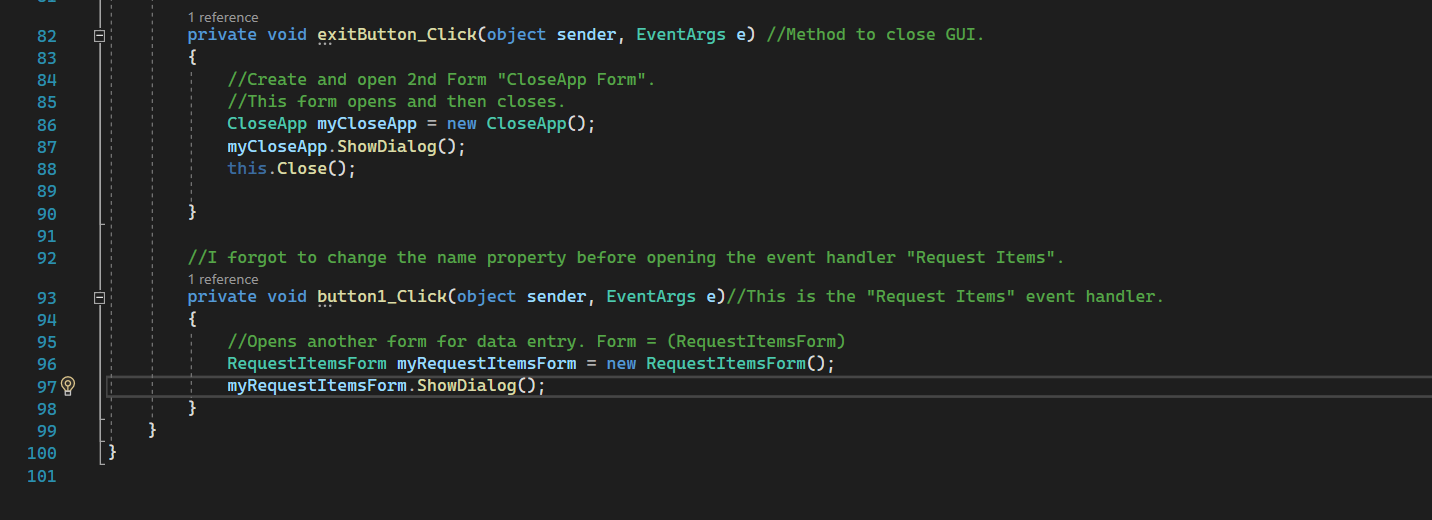 1 reference
82 private void exitButton_Click(object sender, EventArgs e) //Method to close GUI.
83 {
84 //Create and open 2nd Form "CloseApp Form".
85 //This form opens and then closes.
86 CloseApp myCloseApp = new CloseApp();
87 myCloseApp.ShowDialog();
88 this.Close();
89
90 }
91
92 //I forgot to change the name property before opening the event handler "Request Items".
1 reference
93 private void button1_Click(object sender, EventArgs e)//This is the "Request Items" event handler.
94 {
95 //Opens another form for data entry. Form = (RequestItemsForm)
96 RequestItemsForm myRequestItemsForm = new RequestItemsForm();
97 myRequestItemsForm.ShowDialog();
98 }
99 }
100 }
101